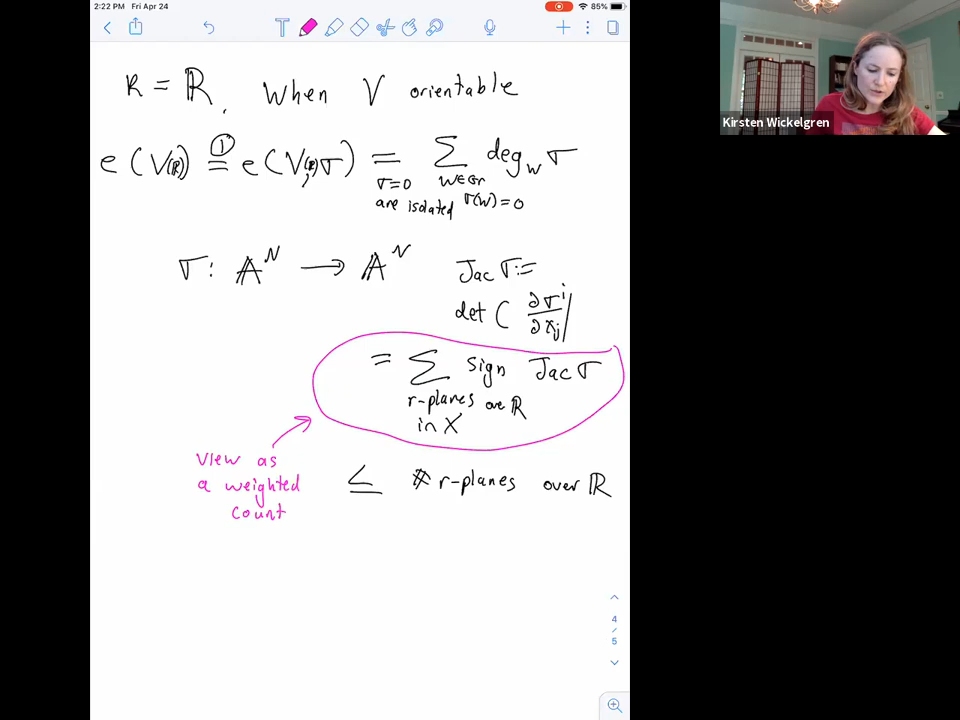 2:22 PM Fri Apr 24
85%
Kirsten Wickelgren
k = ℝ, When V orientable
e(V(ℝ)) ①= e(V(ℝ), σ) = Σ deg_W σ
σ=0 W∈Gr
are isolated σ(W)=0
σ: 𝔸^N → 𝔸^N Jac σ :=
det ( ∂σ^i / ∂x_j |
= Σ sign Jac σ
r-planes over ℝ
in X
View as
a weighted
count
≤ # r-planes over ℝ
4
/
5